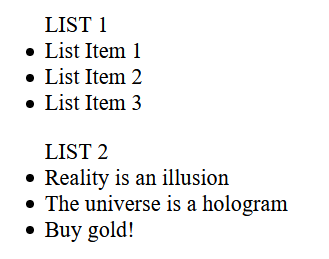 LIST 1
• List Item 1
• List Item 2
• List Item 3
LIST 2
• Reality is an illusion
• The universe is a hologram
• Buy gold!